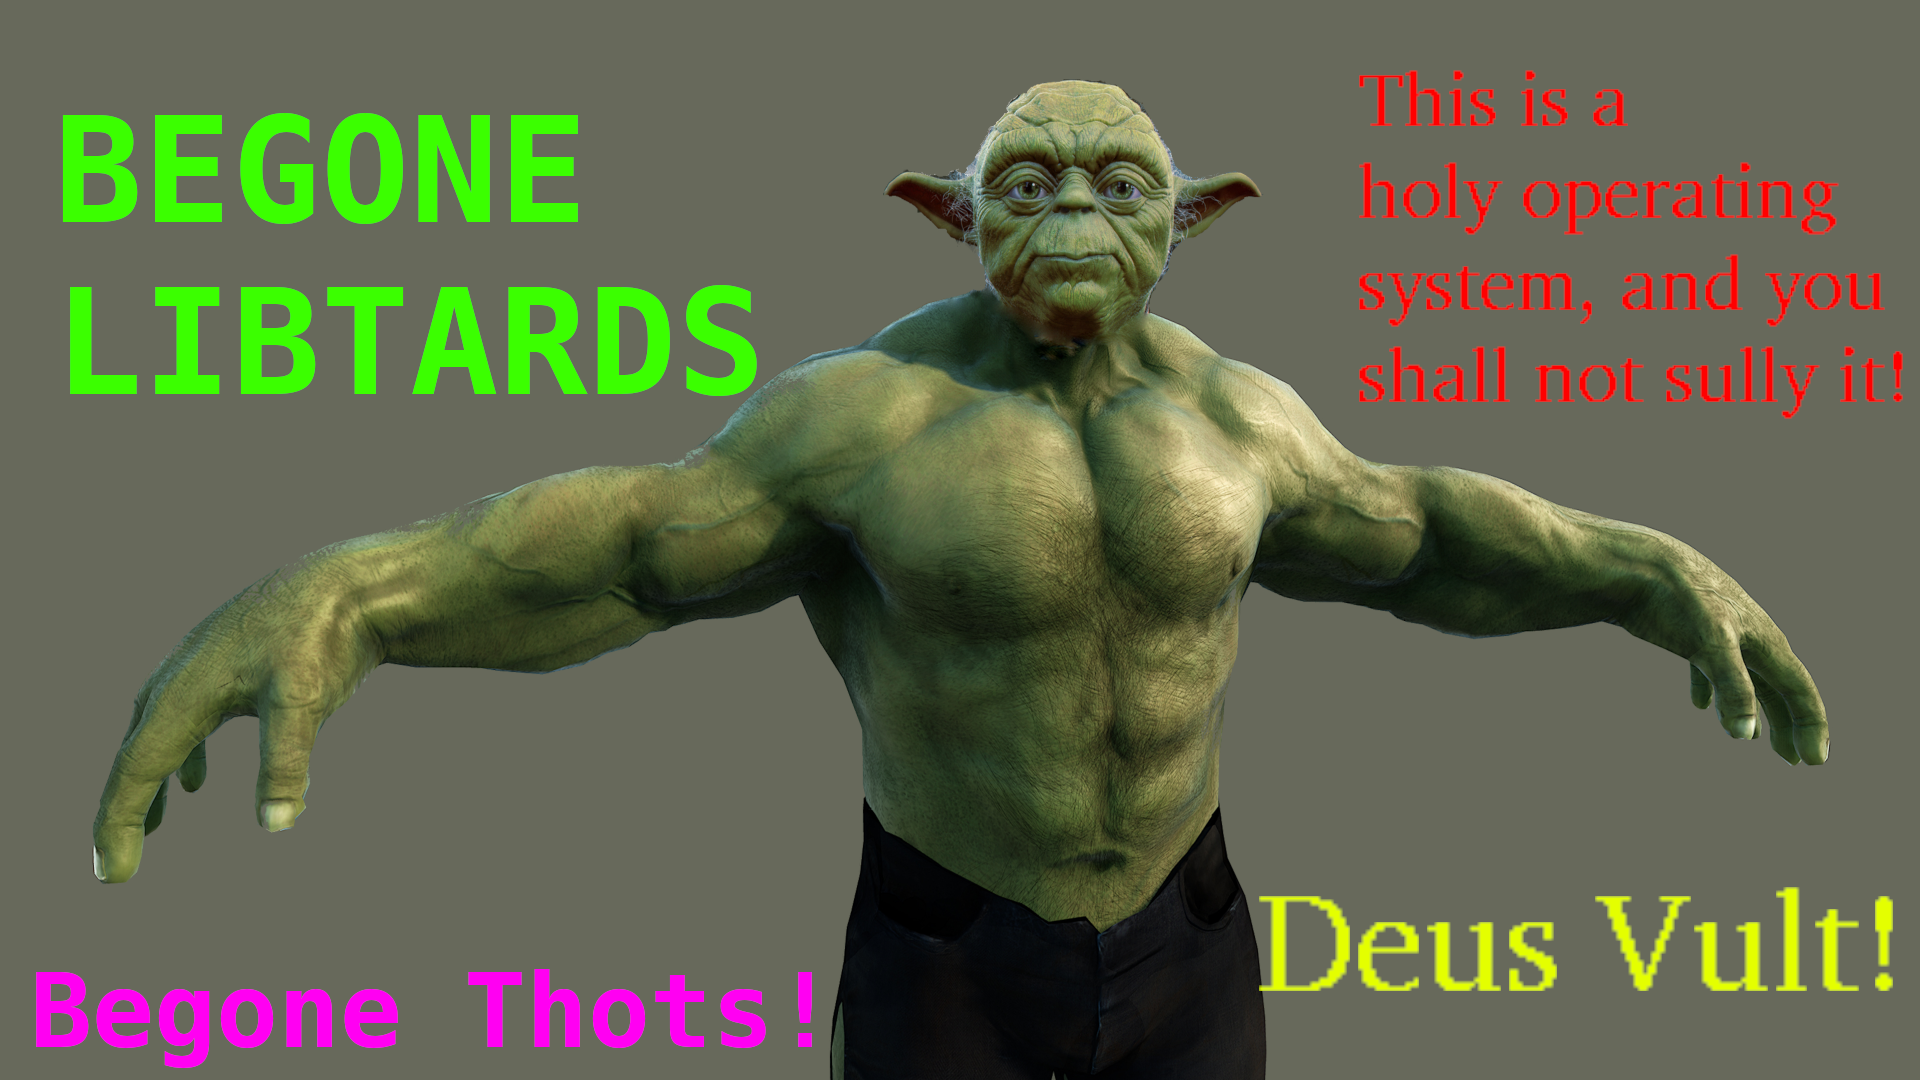 BEGONE
LIBTARDS
This is a
holy operating
system, and you
shall not sully it!
Begone Thots!
Deus Vult!